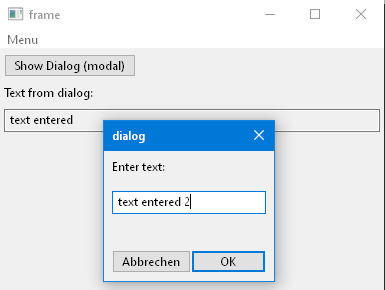 frame
Menu
Show Dialog (modal)
Text from dialog:
text entered
dialog
Enter text:
text entered 2
Abbrechen OK